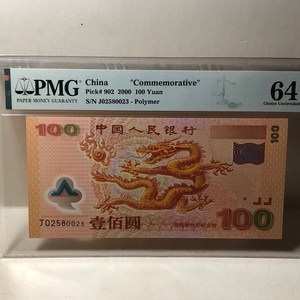 PMG
PAPER MONEY GUARANTY
China "Commemorative"
Pick# 902 2000 100 Yuan
S/N J02580023 - Polymer
64
Choice Uncirculated
100
中国人民银行
100
J02580023
壹佰圆
100